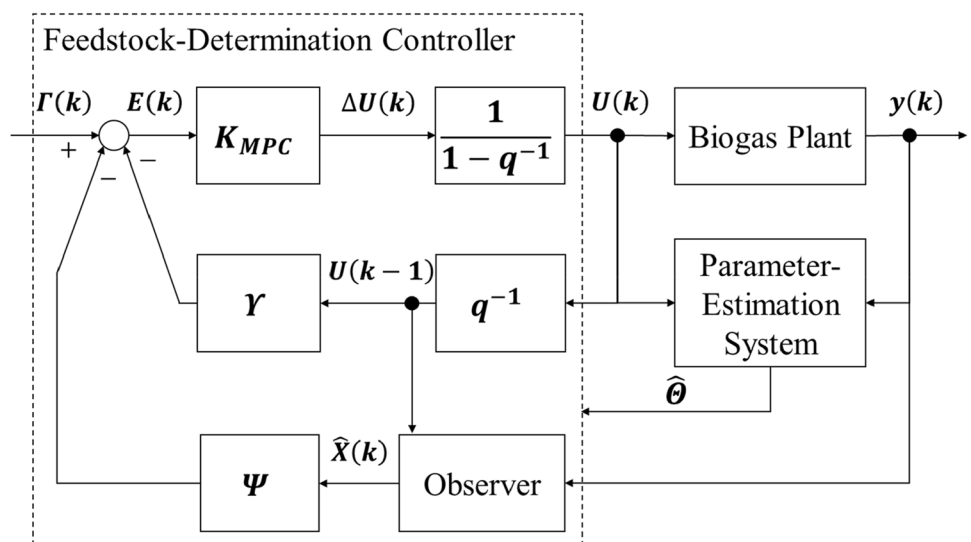 Feedstock-Determination Controller
Γ(k)
E(k)
ΔU(k)
U(k)
y(k)
+
−
−
K_MPC
1
1 − q⁻¹
Biogas Plant
U(k − 1)
ϒ
q⁻¹
Parameter-
Estimation
System
Θ̂
X̂(k)
Ψ
Observer